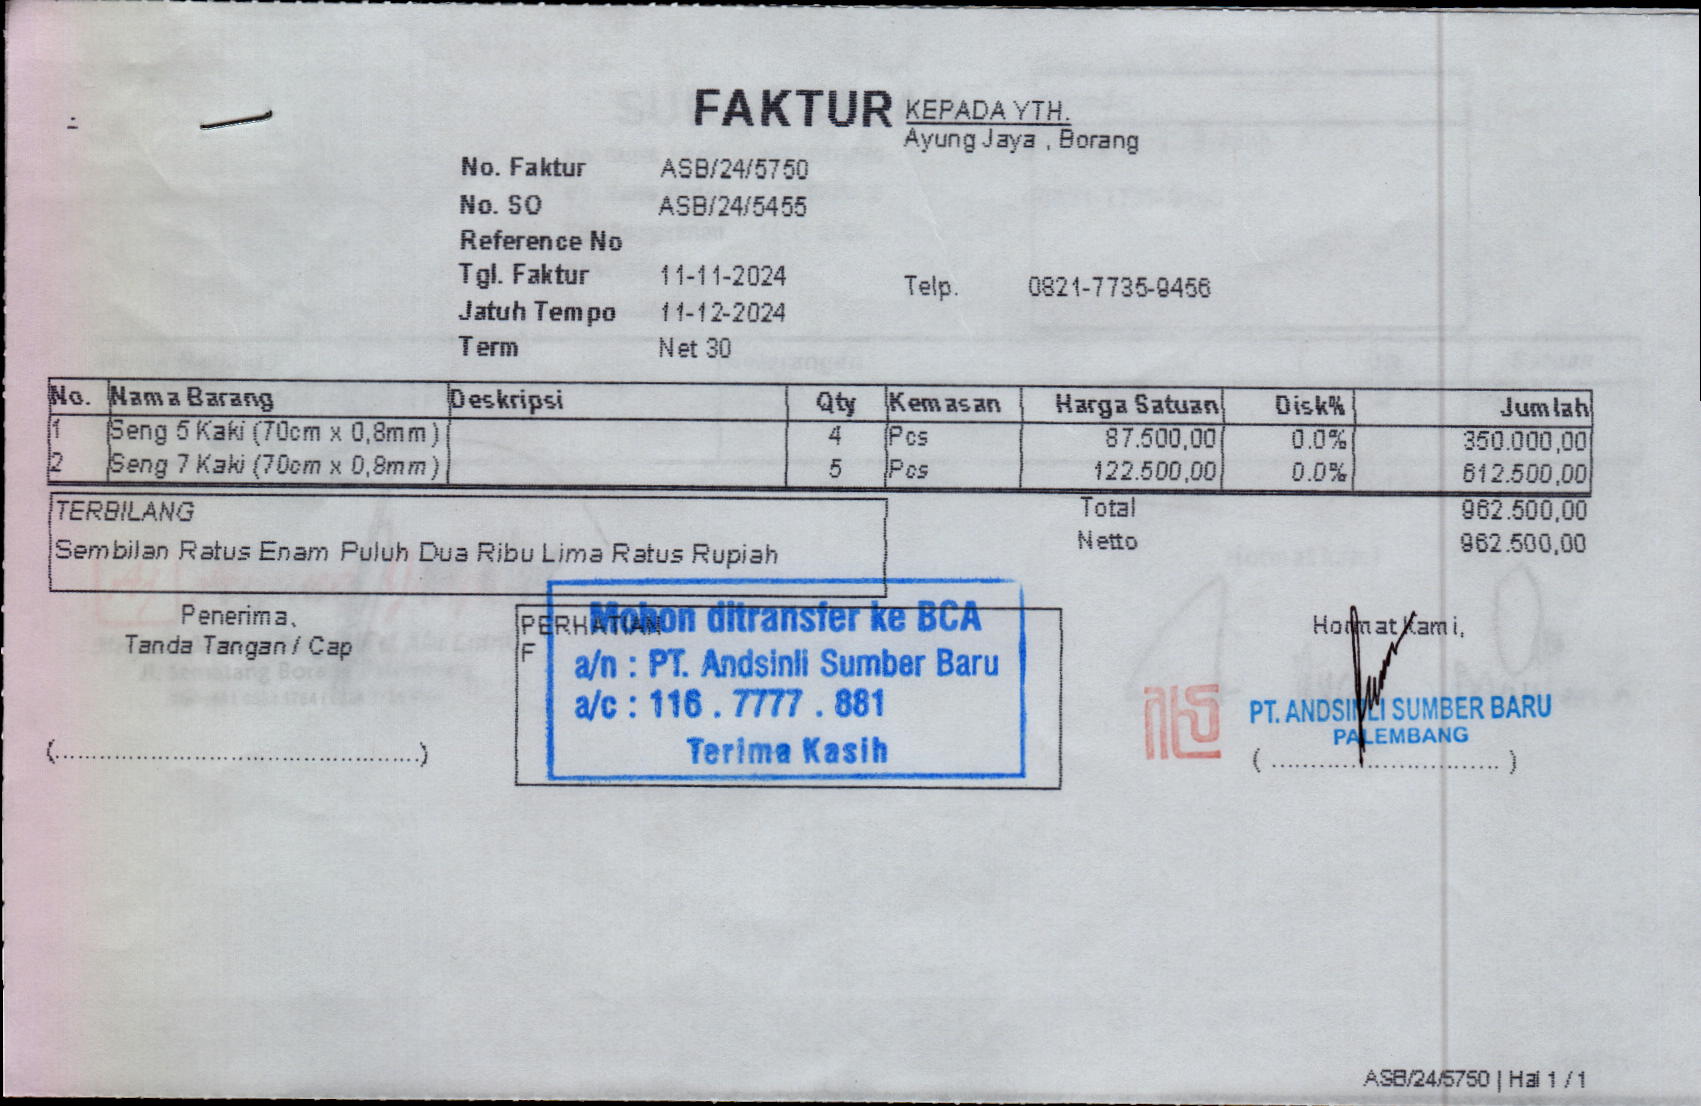 FAKTUR
KEPADA YTH.
Ayung Jaya , Borang
No. Faktur ASB/24/5750
No. SO ASB/24/5455
Reference No
Tgl. Faktur 11-11-2024
Telp. 0821-7735-9456
Jatuh Tempo 11-12-2024
Term Net 30
No. Nama Barang Deskripsi Qty Kemasan Harga Satuan Disk% Jumlah
1 Seng 5 Kaki (70cm x 0,8mm) 4 Pcs 87.500,00 0.0% 350.000,00
2 Seng 7 Kaki (70cm x 0,8mm) 5 Pcs 122.500,00 0.0% 612.500,00
TERBILANG
Sembilan Ratus Enam Puluh Dua Ribu Lima Ratus Rupiah
Total 962.500,00
Netto 962.500,00
Penerima,
Tanda Tangan / Cap
(................................................)
PERHATIAN
F
Mohon ditransfer ke BCA
a/n : PT. Andsinli Sumber Baru
a/c : 116 . 7777 . 881
Terima Kasih
Hormat Kami,
PT. ANDSINLI SUMBER BARU
PALEMBANG
( ............................. )
ASB/24/5750 | Hal 1 / 1